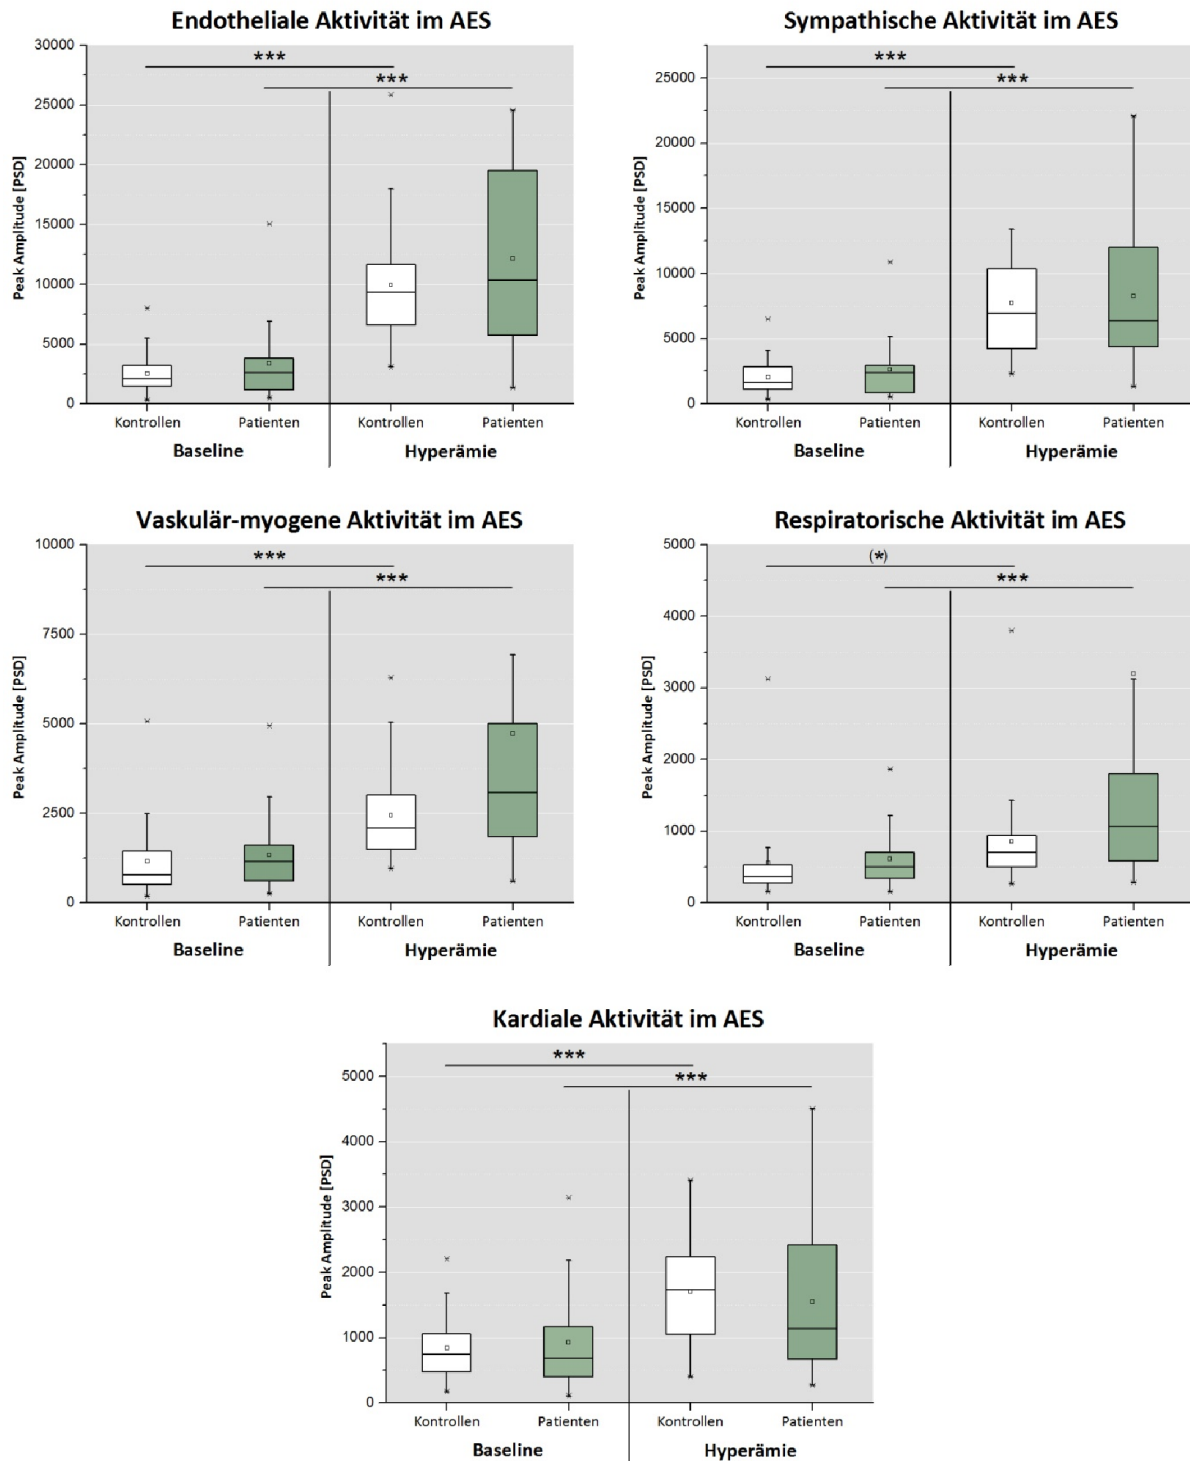 Endotheliale Aktivität im AES
Peak Amplitude [PSD]
30000
25000
20000
15000
10000
5000
0
***
***
Kontrollen Patienten Kontrollen Patienten
Baseline Hyperämie
Sympathische Aktivität im AES
Peak Amplitude [PSD]
25000
20000
15000
10000
5000
0
***
***
Kontrollen Patienten Kontrollen Patienten
Baseline Hyperämie
Vaskulär-myogene Aktivität im AES
Peak Amplitude [PSD]
10000
7500
5000
2500
0
***
***
Kontrollen Patienten Kontrollen Patienten
Baseline Hyperämie
Respiratorische Aktivität im AES
Peak Amplitude [PSD]
5000
4000
3000
2000
1000
0
(*)
***
Kontrollen Patienten Kontrollen Patienten
Baseline Hyperämie
Kardiale Aktivität im AES
Peak Amplitude [PSD]
5000
4000
3000
2000
1000
0
***
***
Kontrollen Patienten Kontrollen Patienten
Baseline Hyperämie